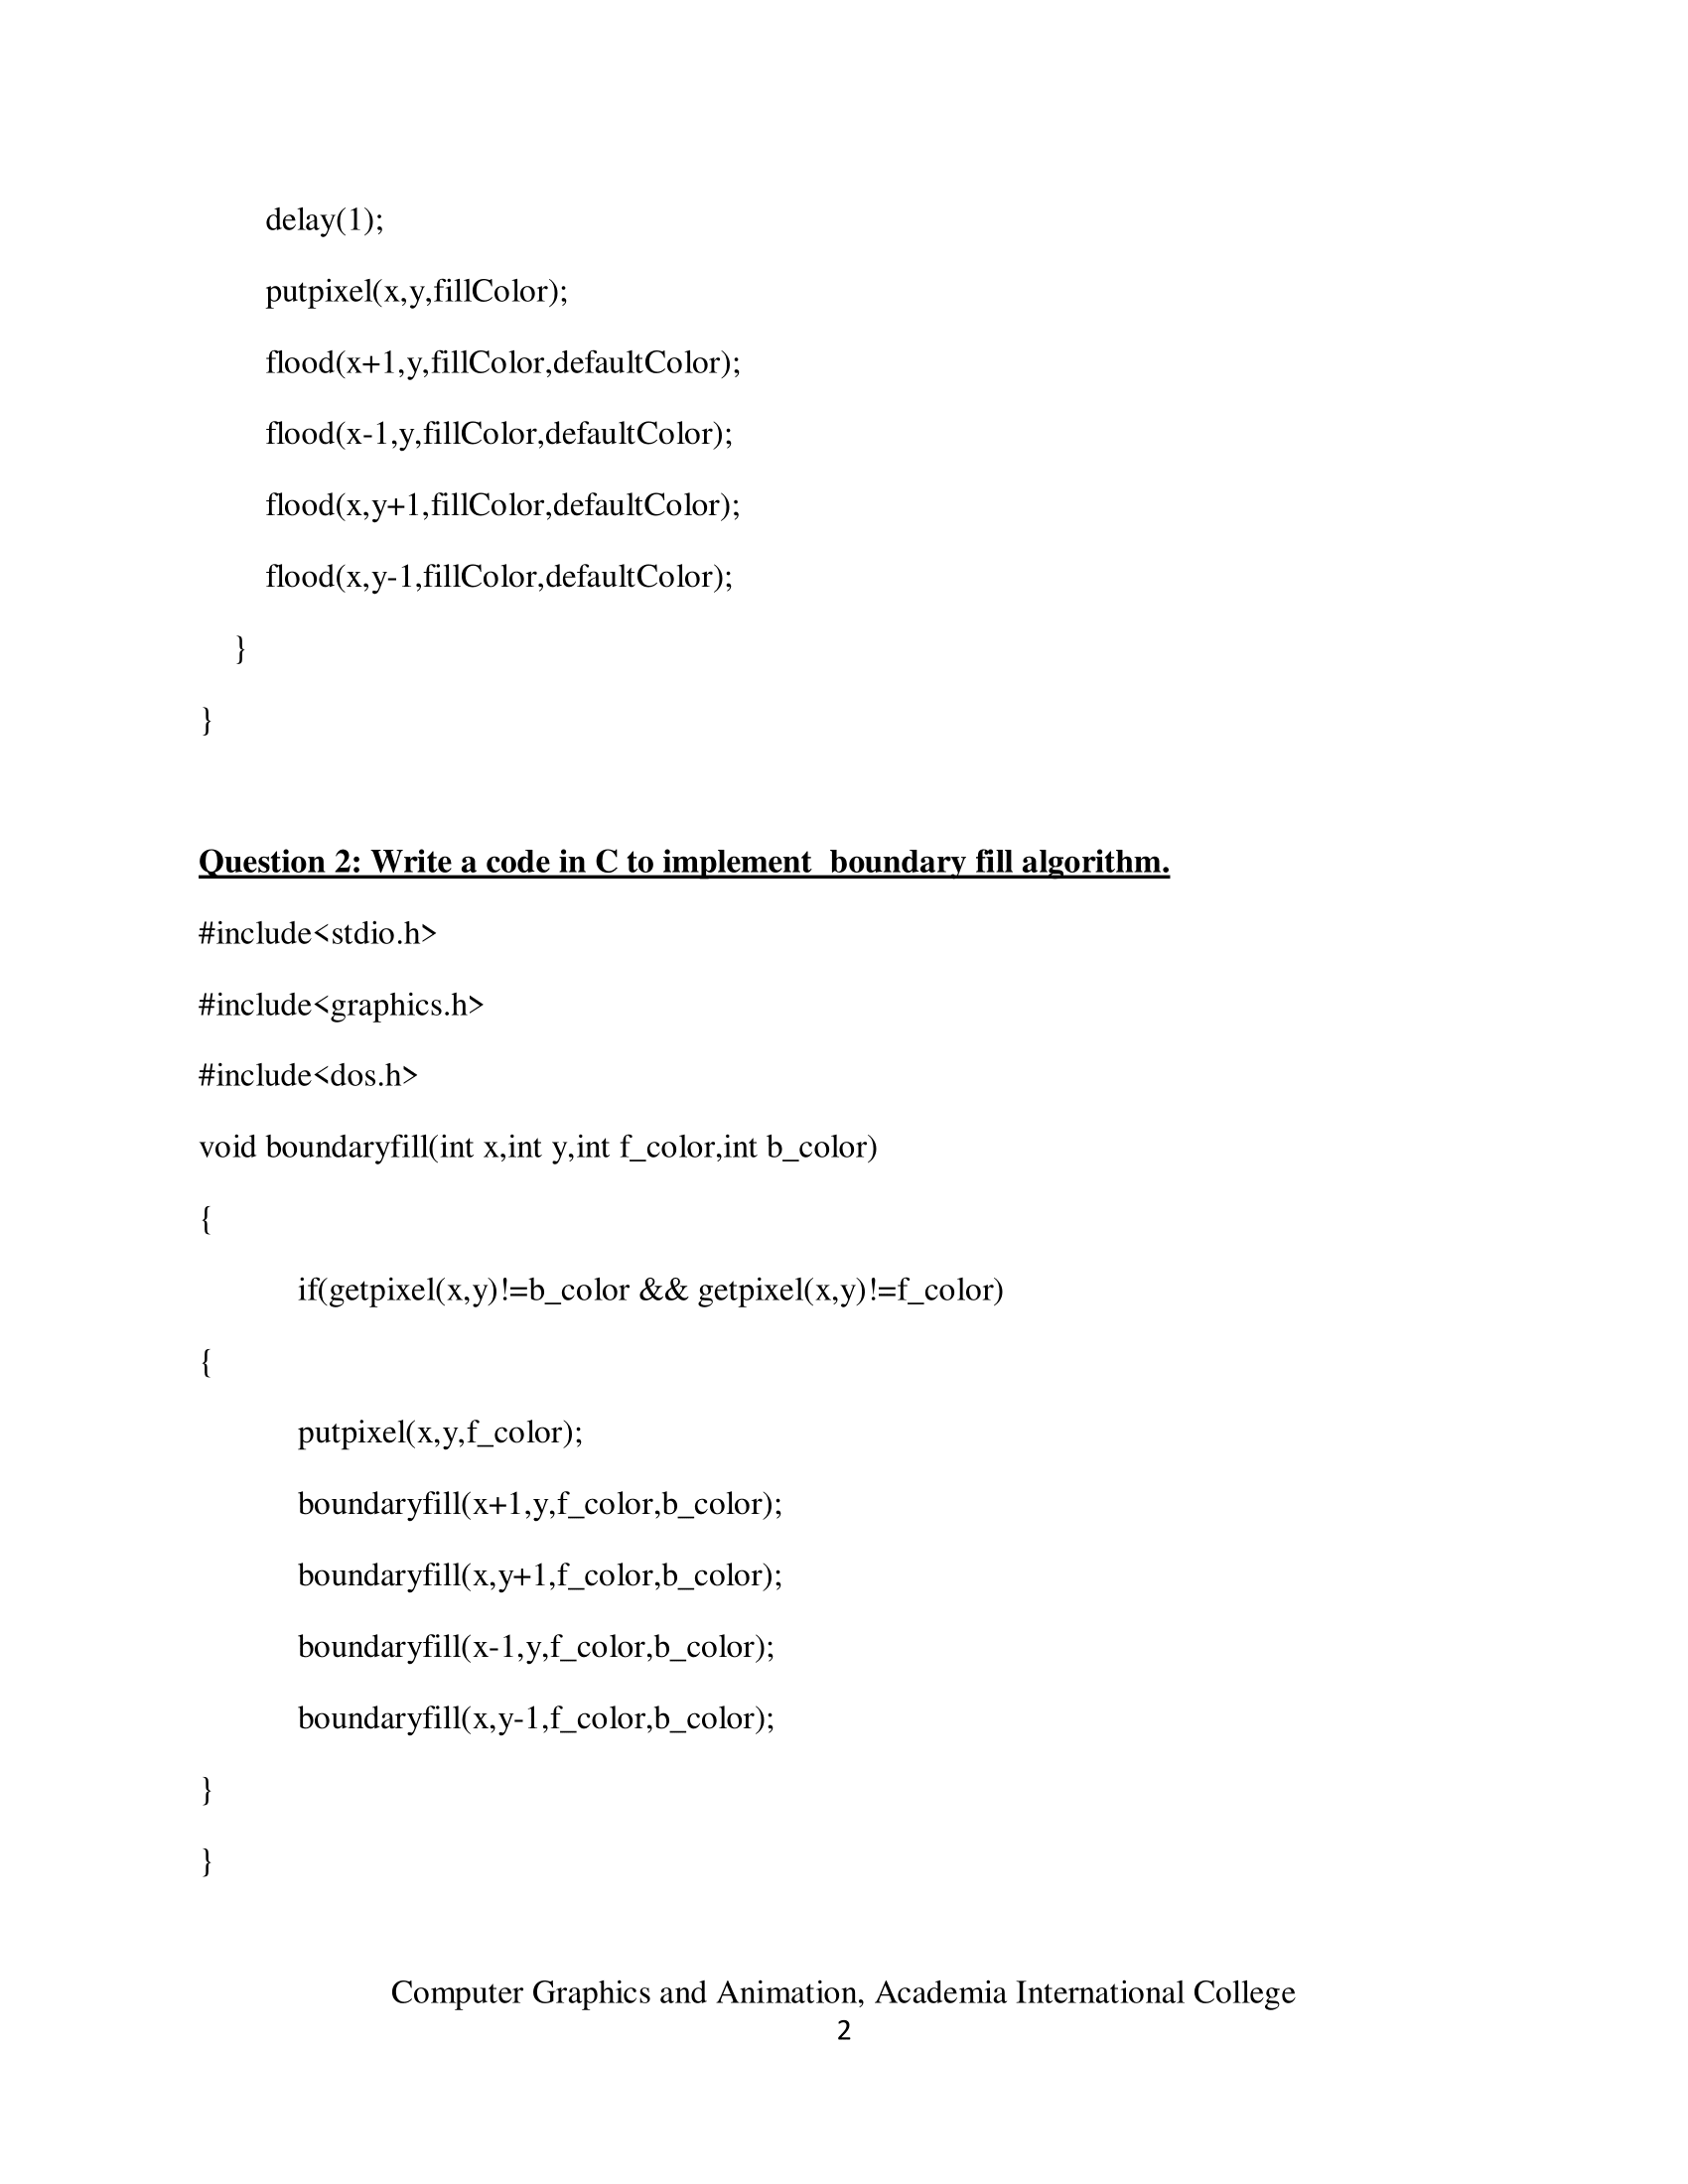 delay(1);
putpixel(x,y,fillColor);
flood(x+1,y,fillColor,defaultColor);
flood(x-1,y,fillColor,defaultColor);
flood(x,y+1,fillColor,defaultColor);
flood(x,y-1,fillColor,defaultColor);
}
}
Question 2: Write a code in C to implement  boundary fill algorithm.
#include<stdio.h>
#include<graphics.h>
#include<dos.h>
void boundaryfill(int x,int y,int f_color,int b_color)
{
if(getpixel(x,y)!=b_color && getpixel(x,y)!=f_color)
{
putpixel(x,y,f_color);
boundaryfill(x+1,y,f_color,b_color);
boundaryfill(x,y+1,f_color,b_color);
boundaryfill(x-1,y,f_color,b_color);
boundaryfill(x,y-1,f_color,b_color);
}
}
Computer Graphics and Animation, Academia International College
2